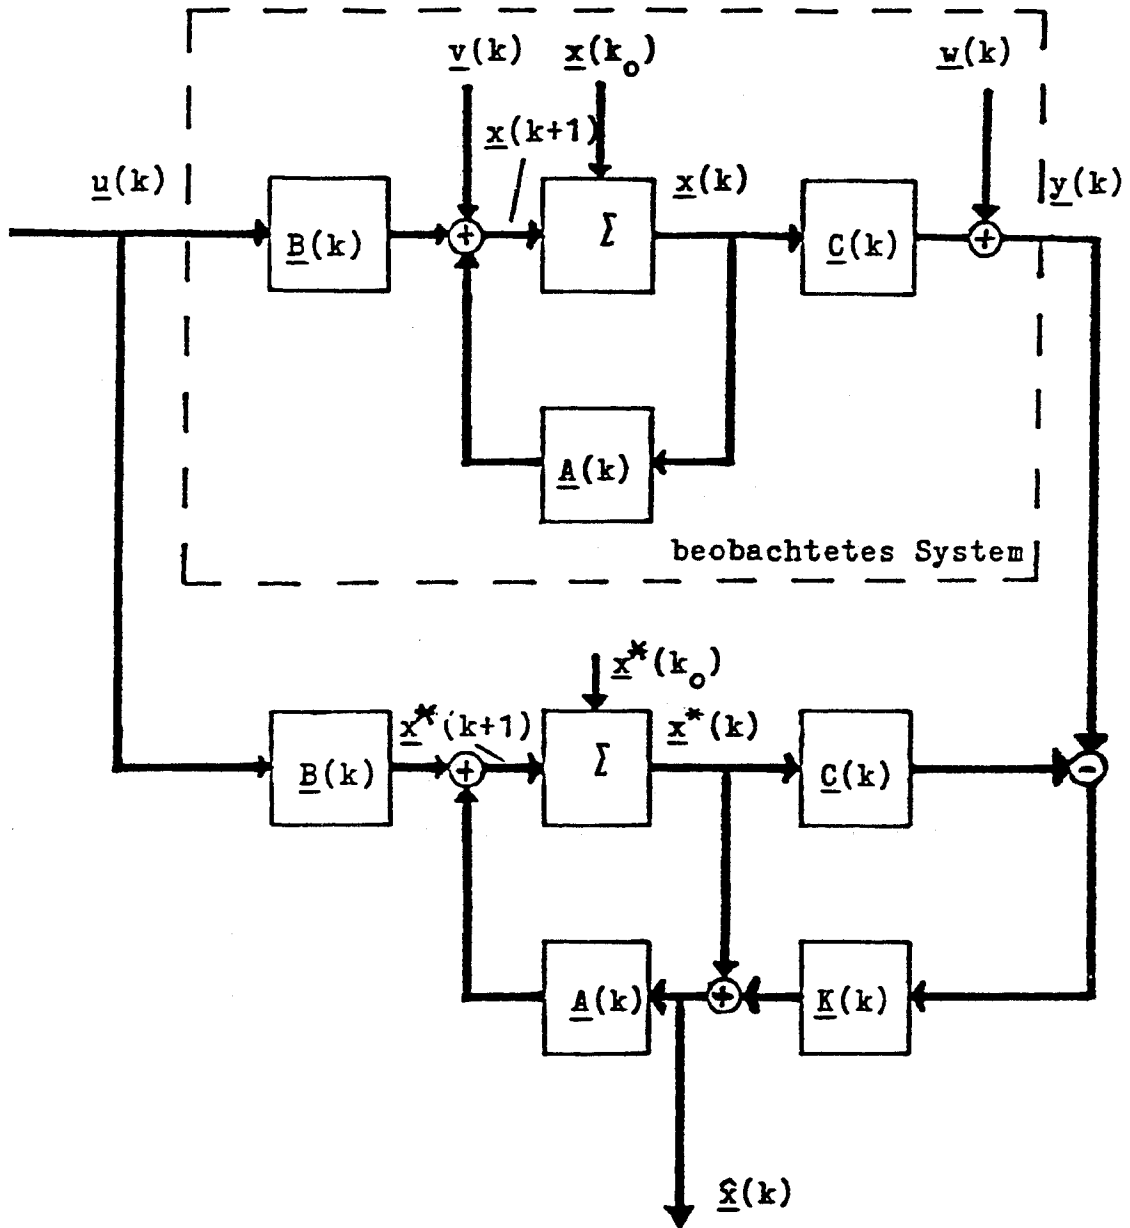 v(k) x(k₀) w(k)
x(k+1)
u(k) x(k) y(k)
B(k) Σ C(k)
+ +
A(k)
beobachtetes System
x*(k₀)
x*(k+1) x*(k)
B(k) + Σ C(k) -
A(k) + K(k)
x̂(k)